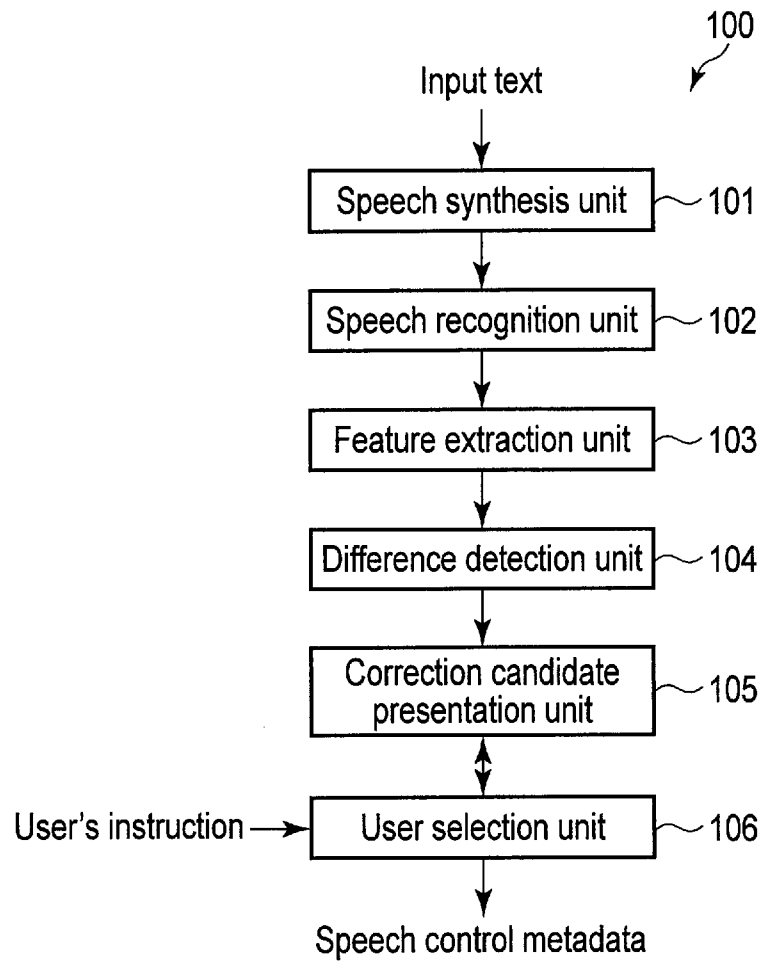 100
Input text
Speech synthesis unit 101
Speech recognition unit 102
Feature extraction unit 103
Difference detection unit 104
Correction candidate
presentation unit 105
User's instruction User selection unit 106
Speech control metadata